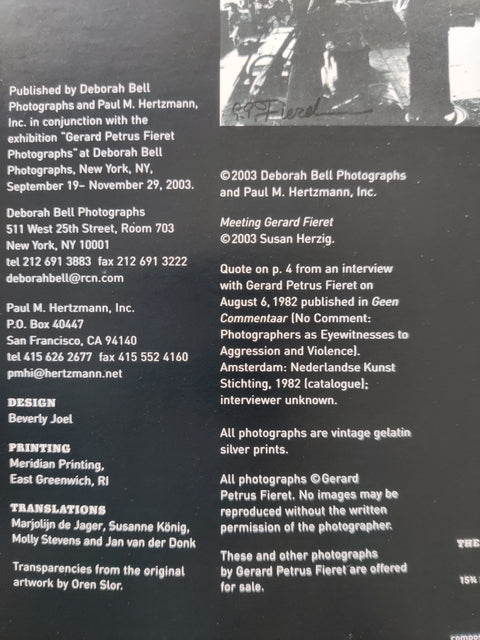 G.P. Fieret
Published by Deborah Bell
Photographs and Paul M. Hertzmann,
Inc. in conjunction with the
exhibition "Gerard Petrus Fieret
Photographs" at Deborah Bell
Photographs, New York, NY,
September 19– November 29, 2003.
Deborah Bell Photographs
511 West 25th Street, Room 703
New York, NY 10001
tel 212 691 3883 fax 212 691 3222
deborahbell@rcn.com
Paul M. Hertzmann, Inc.
P.O. Box 40447
San Francisco, CA 94140
tel 415 626 2677 fax 415 552 4160
pmhi@hertzmann.net
DESIGN
Beverly Joel
PRINTING
Meridian Printing,
East Greenwich, RI
TRANSLATIONS
Marjolijn de Jager, Susanne König,
Molly Stevens and Jan van der Donk
Transparencies from the original
artwork by Oren Slor.
©2003 Deborah Bell Photographs
and Paul M. Hertzmann, Inc.
Meeting Gerard Fieret
©2003 Susan Herzig.
Quote on p. 4 from an interview
with Gerard Petrus Fieret on
August 6, 1982 published in Geen
Commentaar (No Comment:
Photographers as Eyewitnesses to
Aggression and Violence).
Amsterdam: Nederlandse Kunst
Stichting, 1982 (catalogue);
interviewer unknown.
All photographs are vintage gelatin
silver prints.
All photographs ©Gerard
Petrus Fieret. No images may be
reproduced without the written
permission of the photographer.
These and other photographs
by Gerard Petrus Fieret are offered
for sale.
THE
15¾